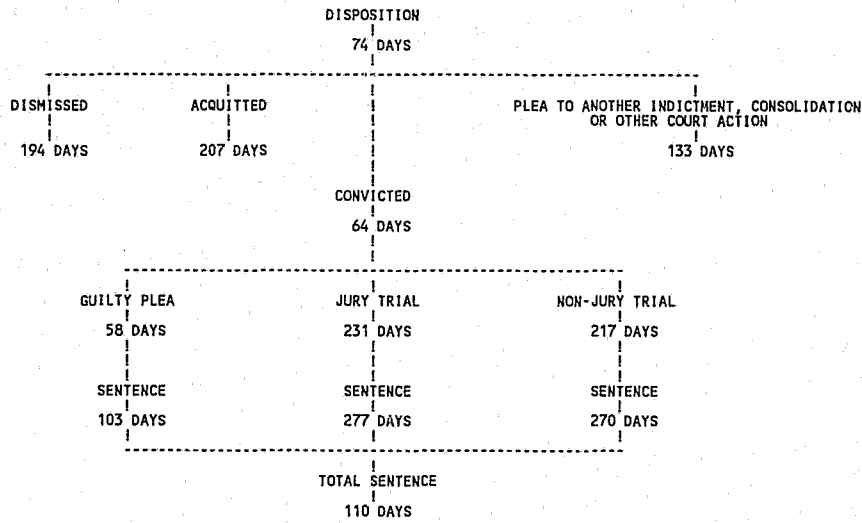 DISPOSITION
74 DAYS
DISMISSED ACQUITTED PLEA TO ANOTHER INDICTMENT, CONSOLIDATION
OR OTHER COURT ACTION
194 DAYS 207 DAYS 133 DAYS
CONVICTED
64 DAYS
GUILTY PLEA JURY TRIAL NON-JURY TRIAL
58 DAYS 231 DAYS 217 DAYS
SENTENCE SENTENCE SENTENCE
103 DAYS 277 DAYS 270 DAYS
TOTAL SENTENCE
110 DAYS